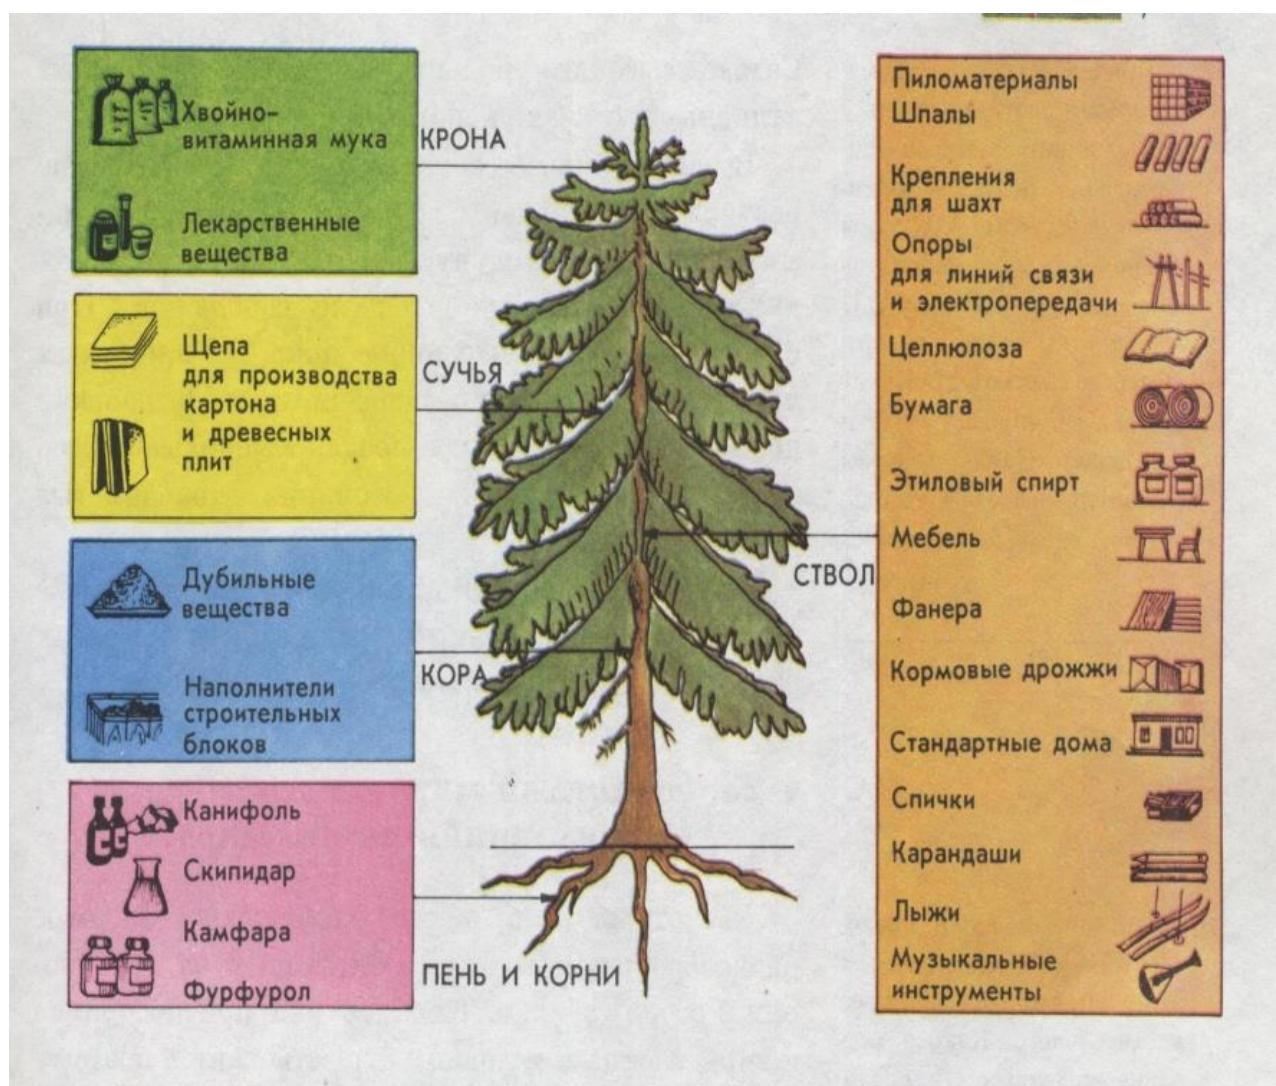 Хвойно-
витаминная мука
Лекарственные
вещества
КРОНА
Щепа
для производства
картона
и древесных
плит
СУЧЬЯ
Дубильные
вещества
Наполнители
строительных
блоков
КОРА
Канифоль
Скипидар
Камфара
Фурфурол
ПЕНЬ И КОРНИ
СТВОЛ
Пиломатериалы
Шпалы
Крепления
для шахт
Опоры
для линий связи
и электропередачи
Целлюлоза
Бумага
Этиловый спирт
Мебель
Фанера
Кормовые дрожжи
Стандартные дома
Спички
Карандаши
Лыжи
Музыкальные
инструменты